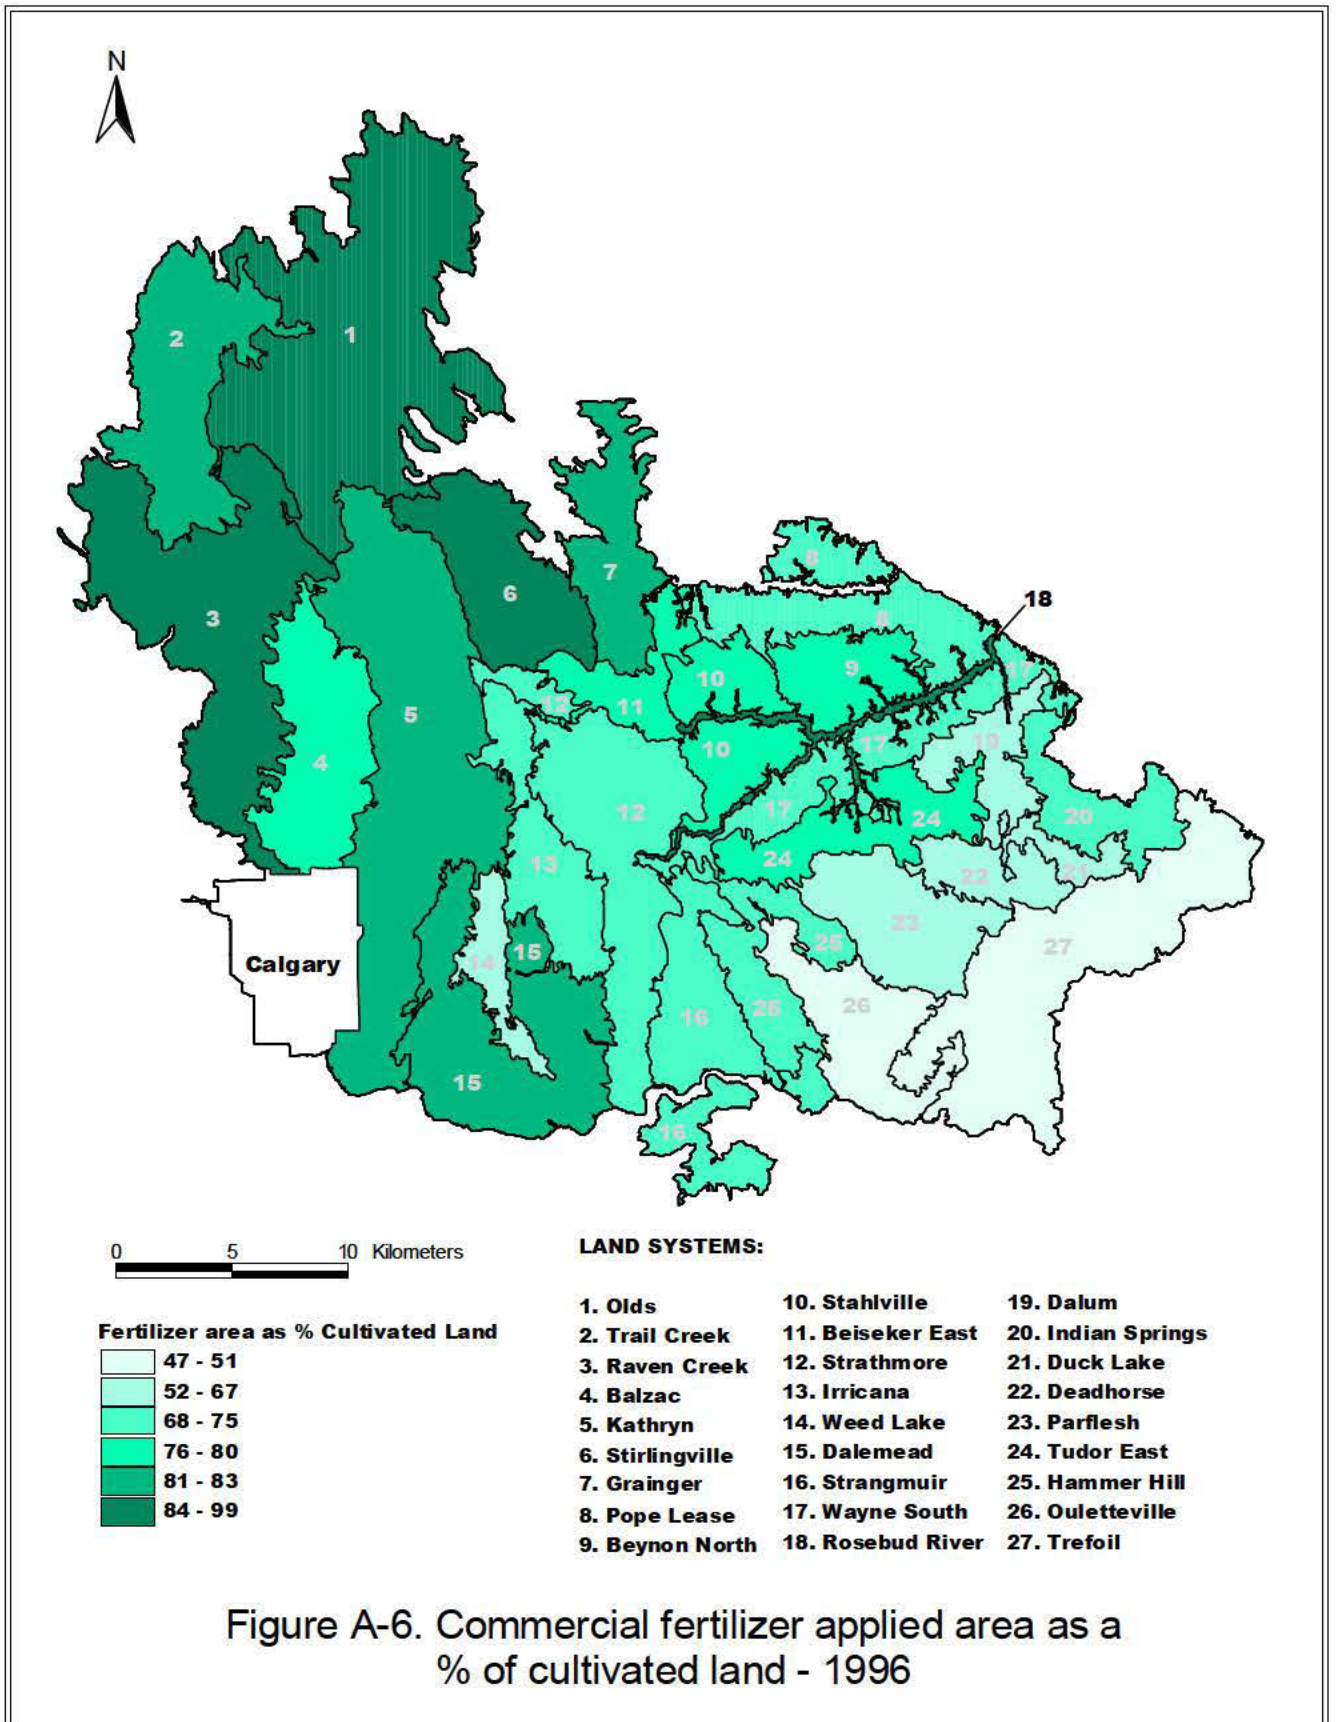 N
1
2
7
8
6
18
3
8
17
10
9
12
11
5
10
17
19
4
12
17
24
20
13
24
22
21
23
15
25
27
Calgary
14
26
16
25
15
16
0 5 10 Kilometers
LAND SYSTEMS:
Fertilizer area as % Cultivated Land
47 - 51
52 - 67
68 - 75
76 - 80
81 - 83
84 - 99
1. Olds
2. Trail Creek
3. Raven Creek
4. Balzac
5. Kathryn
6. Stirlingville
7. Grainger
8. Pope Lease
9. Beynon North
10. Stahlville
11. Beiseker East
12. Strathmore
13. Irricana
14. Weed Lake
15. Dalemead
16. Strangmuir
17. Wayne South
18. Rosebud River
19. Dalum
20. Indian Springs
21. Duck Lake
22. Deadhorse
23. Parflesh
24. Tudor East
25. Hammer Hill
26. Ouletteville
27. Trefoil
Figure A-6. Commercial fertilizer applied area as a
% of cultivated land - 1996